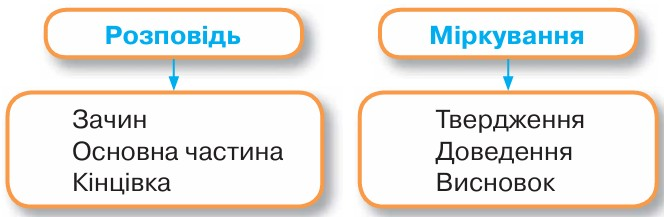 Розповідь
Зачин
Основна частина
Кінцівка
Міркування
Твердження
Доведення
Висновок